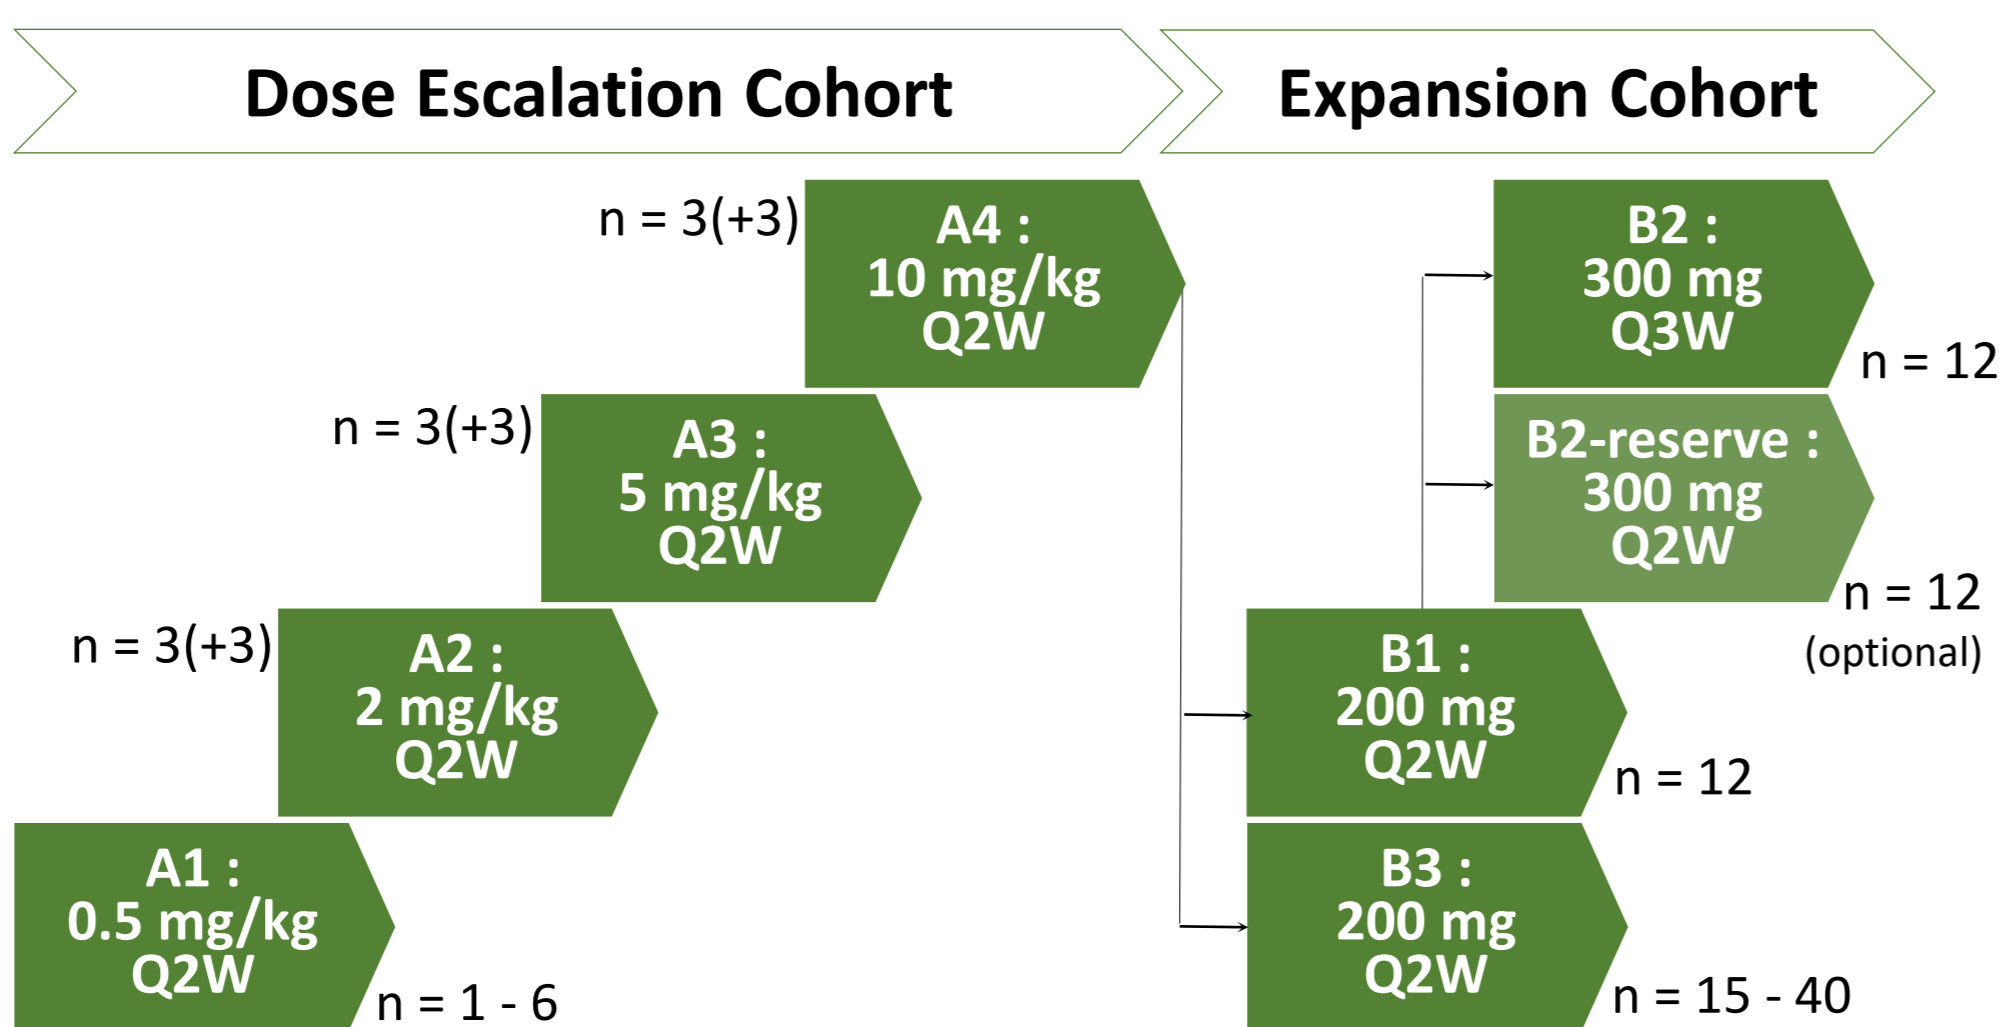 Dose Escalation Cohort
Expansion Cohort
n = 3(+3)
A4 :
10 mg/kg
Q2W
n = 3(+3)
A3 :
5 mg/kg
Q2W
n = 3(+3)
A2 :
2 mg/kg
Q2W
A1 :
0.5 mg/kg
Q2W
n = 1 - 6
B2 :
300 mg
Q3W
n = 12
B2-reserve :
300 mg
Q2W
n = 12
(optional)
B1 :
200 mg
Q2W
n = 12
B3 :
200 mg
Q2W
n = 15 - 40